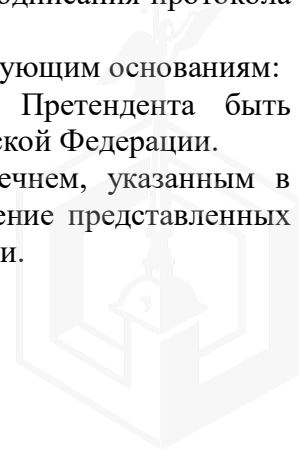 одписания протокола
ующим основаниям:
Претендента быть
ской Федерации.
ечнем, указанным в
ение представленных
и.